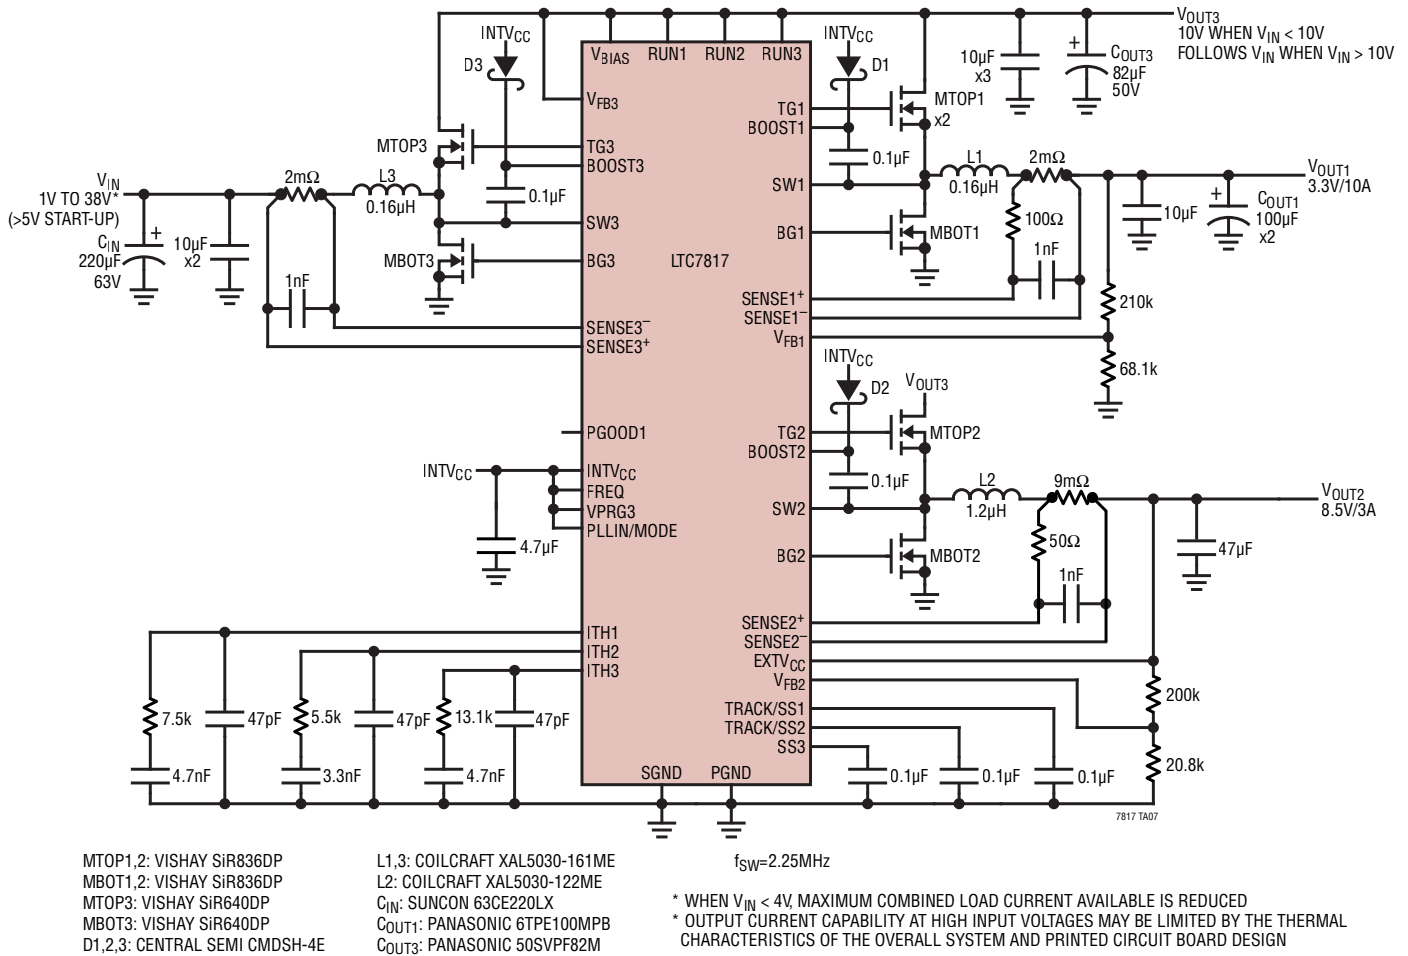 VOUT3
10V WHEN VIN < 10V
FOLLOWS VIN WHEN VIN > 10V
INTVCC
D3
VBIAS
RUN1
RUN2
RUN3
INTVCC
D1
10µF
x3
+
COUT3
82µF
50V
VFB3
MTOP3
TG3
BOOST3
0.1µF
SW3
TG1
BOOST1
MTOP1
x2
0.1µF
SW1
L1
0.16µH
2mΩ
VOUT1
3.3V/10A
VIN
1V TO 38V*
(>5V START-UP)
2mΩ
L3
0.16µH
CIN
220µF
63V
+
10µF
x2
MBOT3
BG3
LTC7817
BG1
MBOT1
100Ω
1nF
10µF
+
COUT1
100µF
x2
1nF
SENSE3–
SENSE3+
SENSE1+
SENSE1–
VFB1
210k
68.1k
INTVCC
D2
VOUT3
PGOOD1
TG2
BOOST2
MTOP2
0.1µF
SW2
L2
1.2µH
9mΩ
VOUT2
8.5V/3A
INTVCC
INTVCC
FREQ
VPRG3
PLLIN/MODE
4.7µF
BG2
MBOT2
50Ω
1nF
47µF
SENSE2+
SENSE2–
EXTVCC
VFB2
200k
20.8k
ITH1
ITH2
ITH3
7.5k
47pF
5.5k
47pF
13.1k
47pF
4.7nF
3.3nF
4.7nF
TRACK/SS1
TRACK/SS2
SS3
0.1µF
0.1µF
0.1µF
SGND
PGND
7817 TA07
MTOP1,2: VISHAY SiR836DP
MBOT1,2: VISHAY SiR836DP
MTOP3: VISHAY SiR640DP
MBOT3: VISHAY SiR640DP
D1,2,3: CENTRAL SEMI CMDSH-4E
L1,3: COILCRAFT XAL5030-161ME
L2: COILCRAFT XAL5030-122ME
CIN: SUNCON 63CE220LX
COUT1: PANASONIC 6TPE100MPB
COUT3: PANASONIC 50SVPF82M
fSW=2.25MHz
* WHEN VIN < 4V, MAXIMUM COMBINED LOAD CURRENT AVAILABLE IS REDUCED
* OUTPUT CURRENT CAPABILITY AT HIGH INPUT VOLTAGES MAY BE LIMITED BY THE THERMAL
CHARACTERISTICS OF THE OVERALL SYSTEM AND PRINTED CIRCUIT BOARD DESIGN